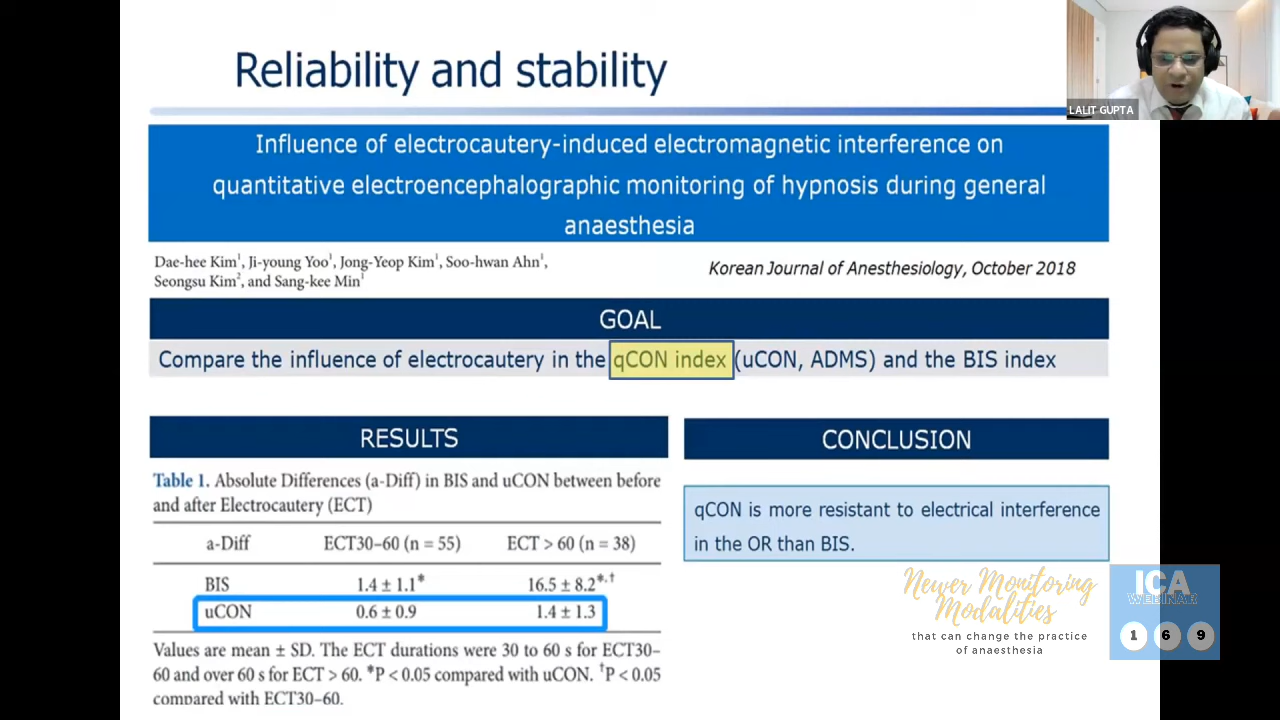 Reliability and stability
LALIT GUPTA
Influence of electrocautery-induced electromagnetic interference on
quantitative electroencephalographic monitoring of hypnosis during general
anaesthesia
Dae-hee Kim¹, Ji-young Yoo¹, Jong-Yeop Kim¹, Soo-hwan Ahn¹,
Seongsu Kim², and Sang-kee Min¹
Korean Journal of Anesthesiology, October 2018
GOAL
Compare the influence of electrocautery in the qCON index (uCON, ADMS) and the BIS index
RESULTS
Table 1. Absolute Differences (a-Diff) in BIS and uCON between before
and after Electrocautery (ECT)
a-Diff ECT30–60 (n = 55) ECT > 60 (n = 38)
BIS 1.4 ± 1.1* 16.5 ± 8.2*,†
uCON 0.6 ± 0.9 1.4 ± 1.3
Values are mean ± SD. The ECT durations were 30 to 60 s for ECT30–
60 and over 60 s for ECT > 60. *P < 0.05 compared with uCON. †P < 0.05
compared with ECT30–60.
CONCLUSION
qCON is more resistant to electrical interference
in the OR than BIS.
Newer Monitoring
Modalities
that can change the practice
of anaesthesia
ICA
WEBINAR
1 6 9